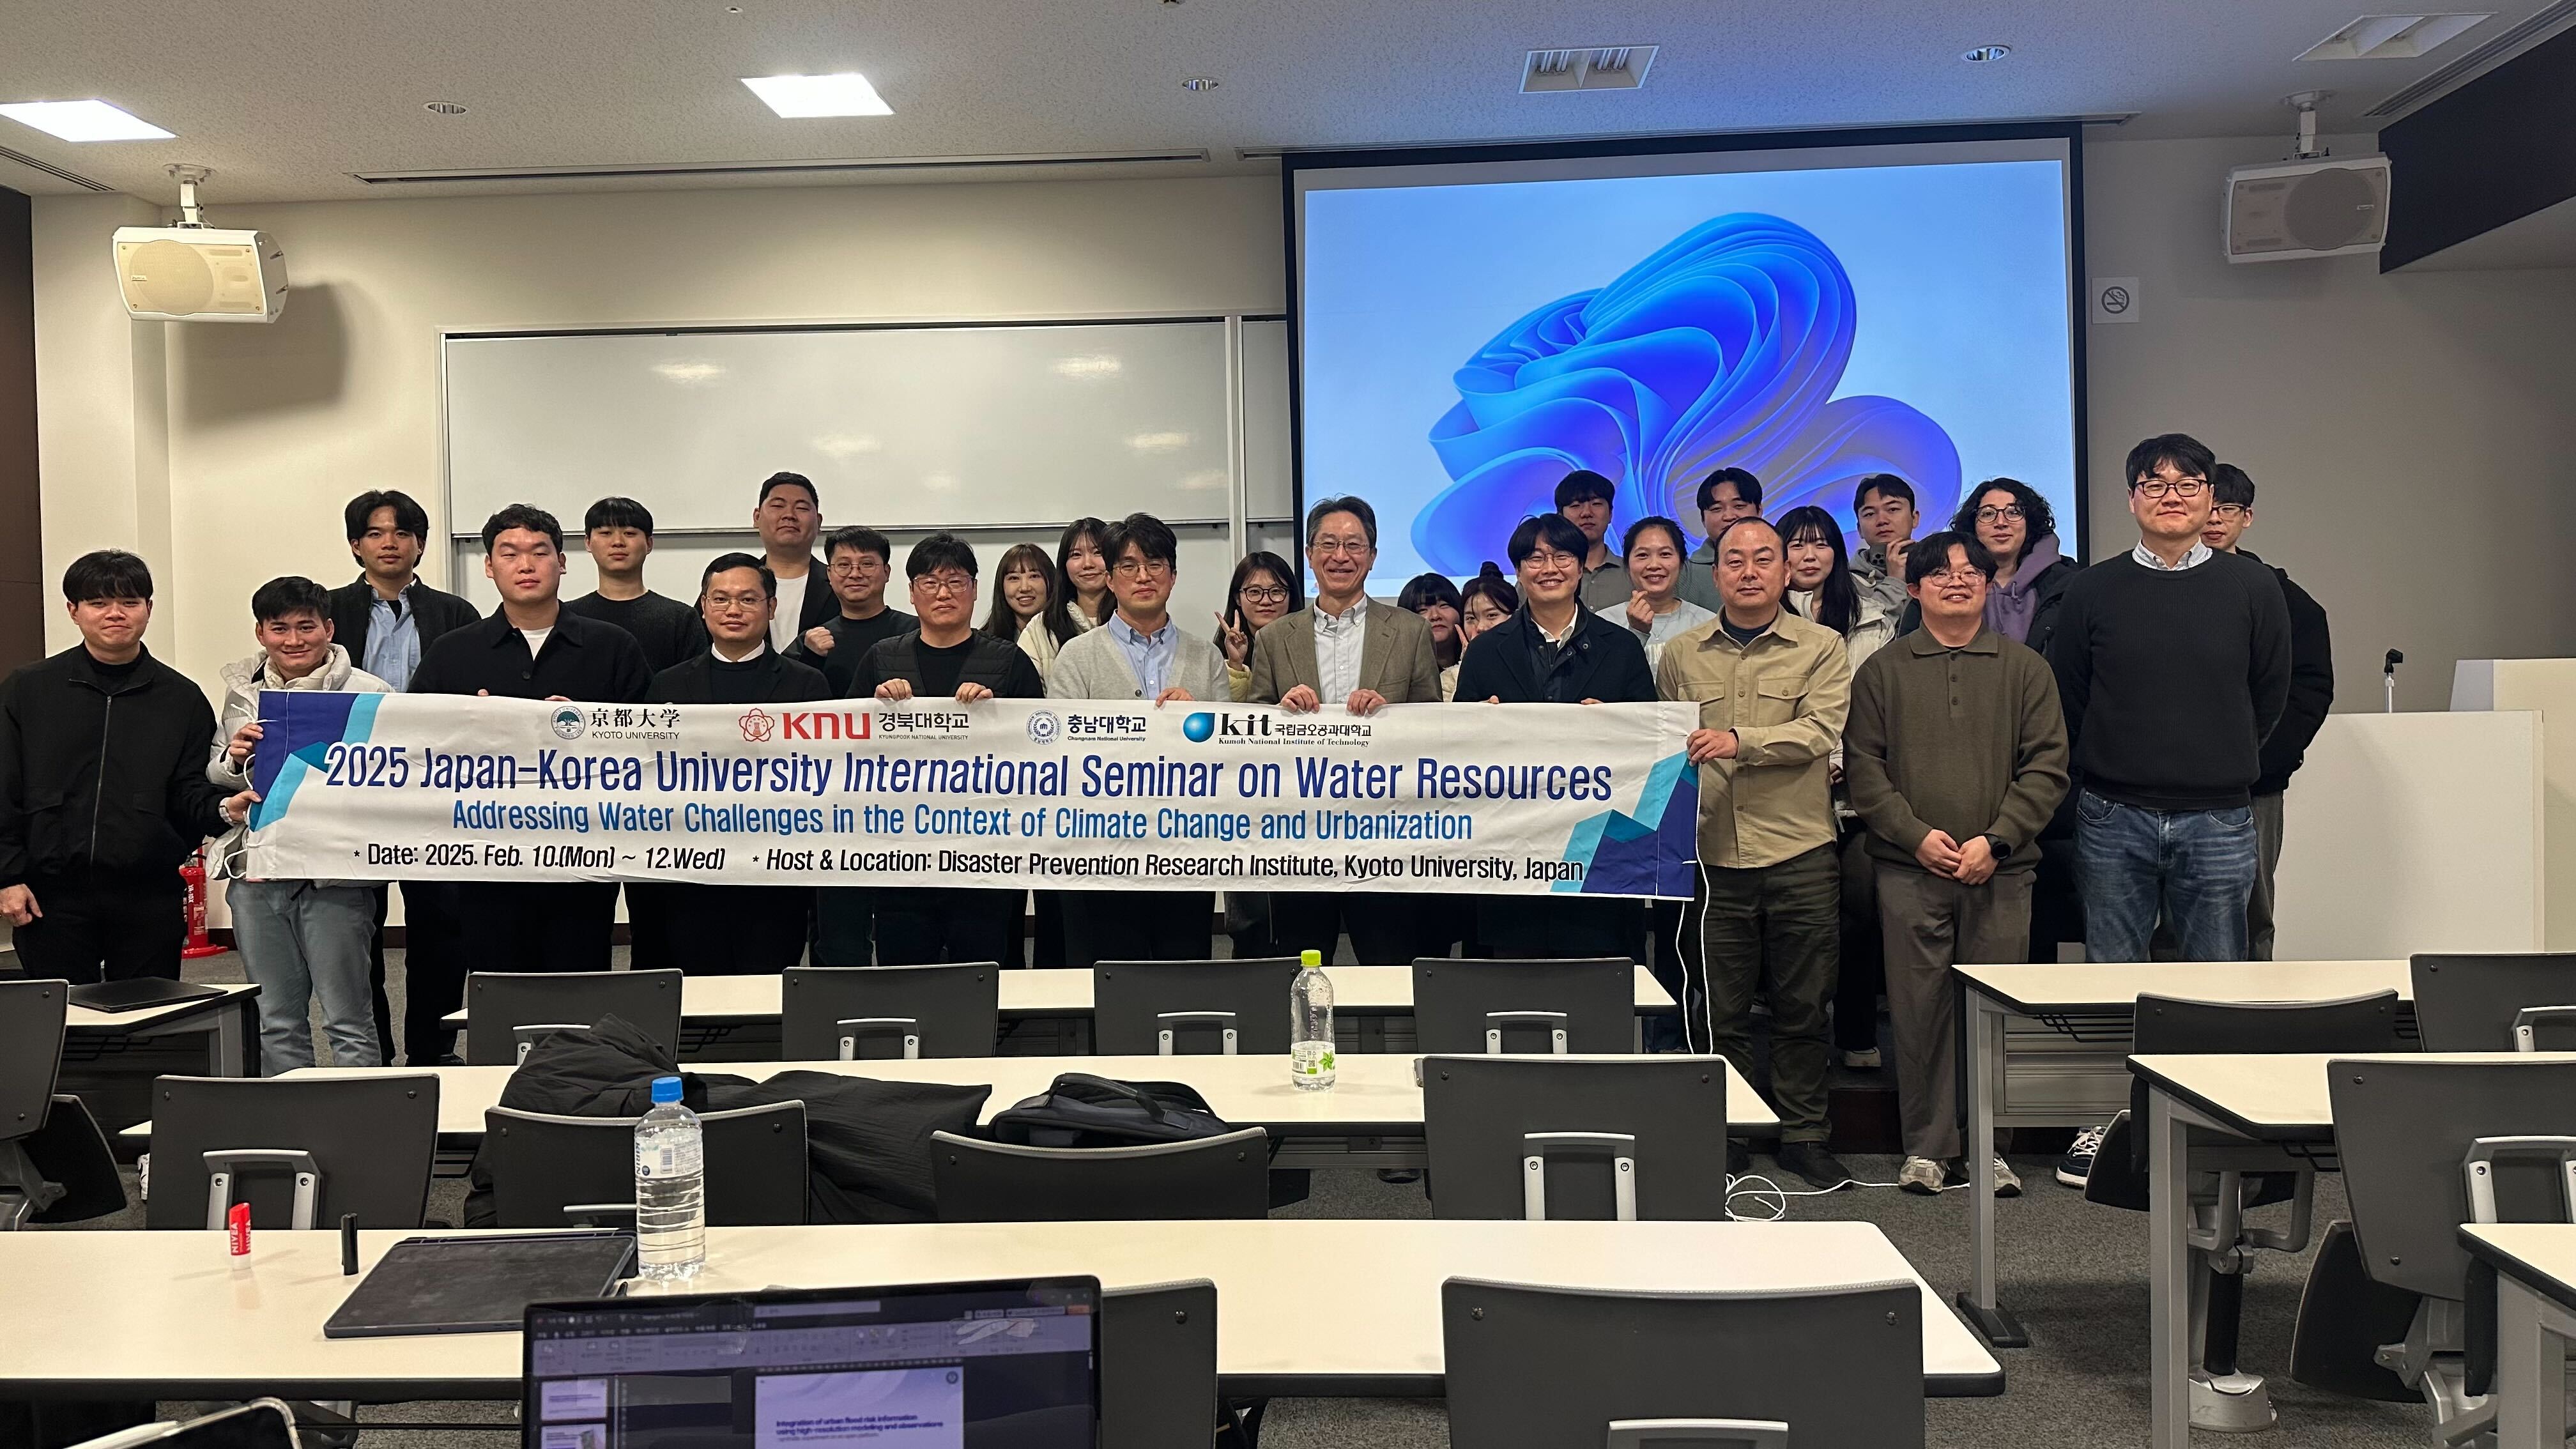 京都大学
KYOTO UNIVERSITY
KNU 경북대학교
KYUNGPOOK NATIONAL UNIVERSITY
충남대학교
Chungnam National University
kit 국립금오공과대학교
Kumoh National Institute of Technology
2025 Japan-Korea University International Seminar on Water Resources
Addressing Water Challenges in the Context of Climate Change and Urbanization
* Date: 2025. Feb. 10.(Mon) ~ 12.Wed) * Host & Location: Disaster Prevention Research Institute, Kyoto University, Japan
NIVEA
Integration of urban flood risk information
using high-resolution modeling and observations